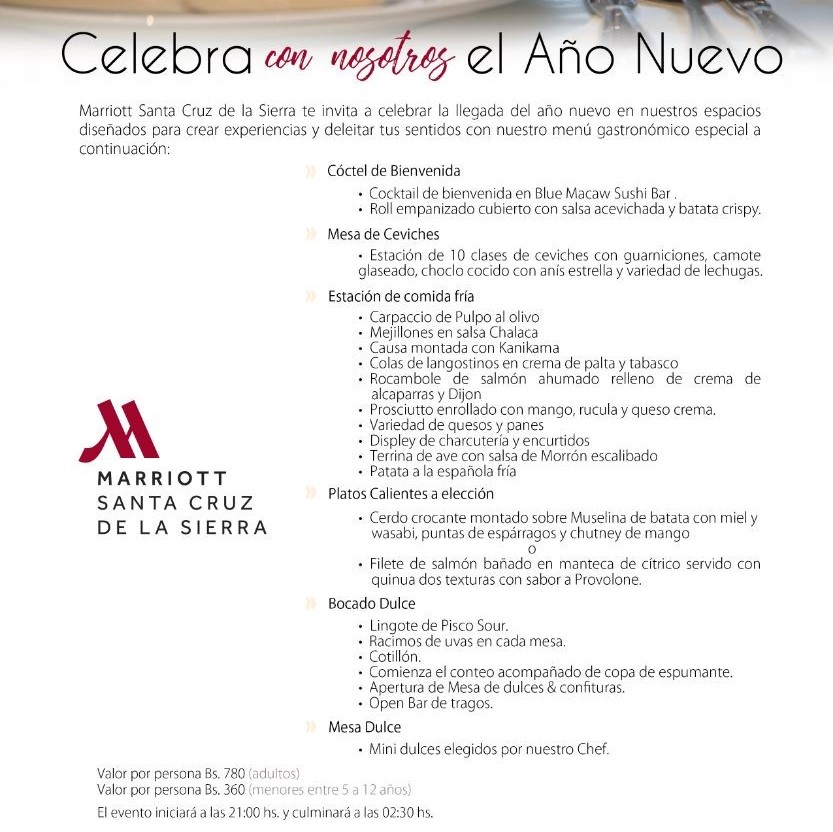 Celebra con nosotros el Año Nuevo
Marriott Santa Cruz de la Sierra te invita a celebrar la llegada del año nuevo en nuestros espacios
diseñados para crear experiencias y deleitar tus sentidos con nuestro menú gastronómico especial a
continuación:
» Cóctel de Bienvenida
• Cocktail de bienvenida en Blue Macaw Sushi Bar .
• Roll empanizado cubierto con salsa acevichada y batata crispy.
» Mesa de Ceviches
• Estación de 10 clases de ceviches con guarniciones, camote
glaseado, choclo cocido con anís estrella y variedad de lechugas.
» Estación de comida fría
• Carpaccio de Pulpo al olivo
• Mejillones en salsa Chalaca
• Causa montada con Kanikama
• Colas de langostinos en crema de palta y tabasco
• Rocambole de salmón ahumado relleno de crema de
alcaparras y Dijon
• Prosciutto enrollado con mango, rucula y queso crema.
• Variedad de quesos y panes
• Displey de charcutería y encurtidos
• Terrina de ave con salsa de Morrón escalibado
• Patata a la española fría
» Platos Calientes a elección
• Cerdo crocante montado sobre Muselina de batata con miel y
wasabi, puntas de espárragos y chutney de mango
o
• Filete de salmón bañado en manteca de cítrico servido con
quinua dos texturas con sabor a Provolone.
» Bocado Dulce
• Lingote de Pisco Sour.
• Racimos de uvas en cada mesa.
• Cotillón.
• Comienza el conteo acompañado de copa de espumante.
• Apertura de Mesa de dulces & confituras.
• Open Bar de tragos.
» Mesa Dulce
• Mini dulces elegidos por nuestro Chef.
MARRIOTT
SANTA CRUZ
DE LA SIERRA
Valor por persona Bs. 780 (adultos)
Valor por persona Bs. 360 (menores entre 5 a 12 años)
El evento iniciará a las 21:00 hs. y culminará a las 02:30 hs.